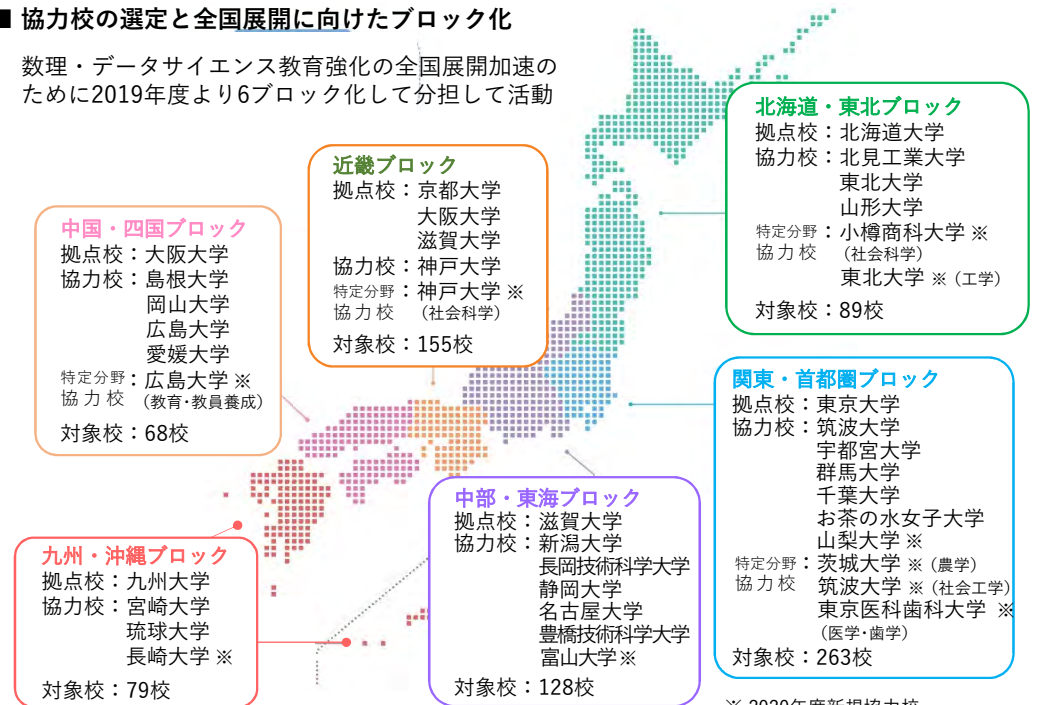 ■ 協力校の選定と全国展開に向けたブロック化
数理・データサイエンス教育強化の全国展開加速の
ために2019年度より6ブロック化して分担して活動
北海道・東北ブロック
拠点校：北海道大学
協力校：北見工業大学
東北大学
山形大学
特定分野：小樽商科大学 ※
協力校 （社会科学）
東北大学 ※（工学）
対象校：89校
近畿ブロック
拠点校：京都大学
大阪大学
滋賀大学
協力校：神戸大学
特定分野：神戸大学 ※
協力校 （社会科学）
対象校：155校
中国・四国ブロック
拠点校：大阪大学
協力校：島根大学
岡山大学
広島大学
愛媛大学
特定分野：広島大学 ※
協力校 （教育・教員養成）
対象校：68校
関東・首都圏ブロック
拠点校：東京大学
協力校：筑波大学
宇都宮大学
群馬大学
千葉大学
お茶の水女子大学
山梨大学 ※
特定分野：茨城大学 ※（農学）
協力校 筑波大学 ※（社会工学）
東京医科歯科大学 ※
（医学・歯学）
対象校：263校
中部・東海ブロック
拠点校：滋賀大学
協力校：新潟大学
長岡技術科学大学
静岡大学
名古屋大学
豊橋技術科学大学
富山大学※
対象校：128校
九州・沖縄ブロック
拠点校：九州大学
協力校：宮崎大学
琉球大学
長崎大学 ※
対象校：79校
※ 2020年度新規協力校